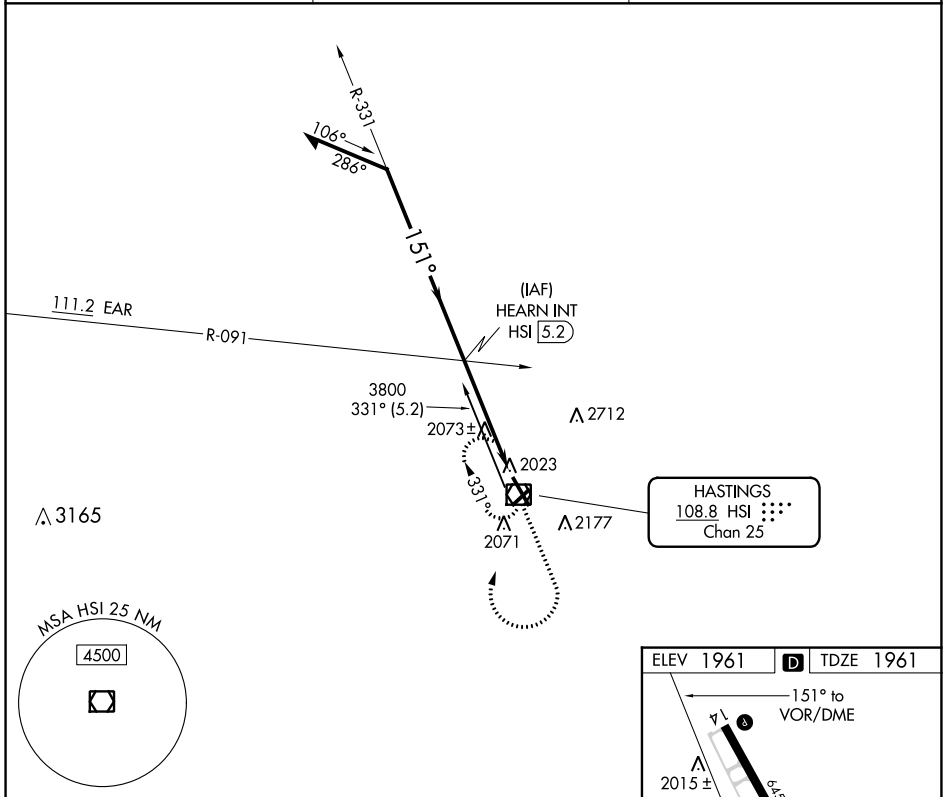 R-331
106°
286°
151°
(IAF)
HEARN INT
HSI 5.2
111.2 EAR
R-091
3800
331° (5.2)
2712
2073±
2023
331°
HASTINGS
108.8 HSI
Chan 25
3165
2071
2177
MSA HSI 25 NM
4500
ELEV 1961 D TDZE 1961
151° to
VOR/DME
14
2015 ±